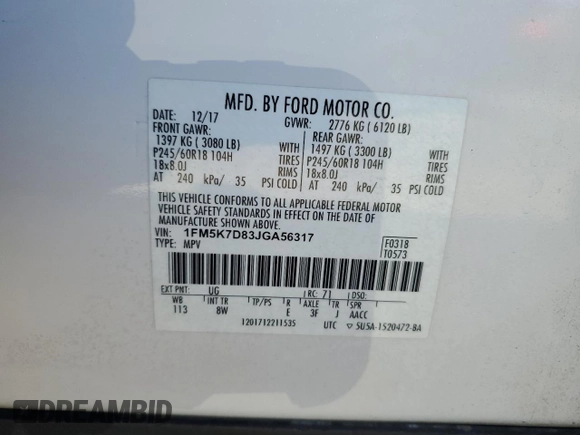 MFD. BY FORD MOTOR CO.
DATE: 12/17 GVWR: 2776 KG ( 6120 LB)
FRONT GAWR: REAR GAWR:
1397 KG ( 3080 LB) WITH 1497 KG ( 3300 LB) WITH
P245/60R18 104H TIRES P245/60R18 104H TIRES
18x8.0J RIMS 18x8.0J RIMS
AT 240 kPa/ 35 PSI COLD AT 240 kPa/ 35 PSI COLD
THIS VEHICLE CONFORMS TO ALL APPLICABLE FEDERAL MOTOR
VEHICLE SAFETY STANDARDS IN EFFECT ON THE DATE OF
MANUFACTURE SHOWN ABOVE.
VIN: 1FM5K7D83JGA56317 F0318
TYPE: MPV T0573
EXT PNT: UG RC: 71 DSO:
WB INT TR TP/PS R AXLE TR SPR
113 8W E 3F J AACC
1201712211535 UTC ▽ 5USA-1520472-BA
DREAMBID